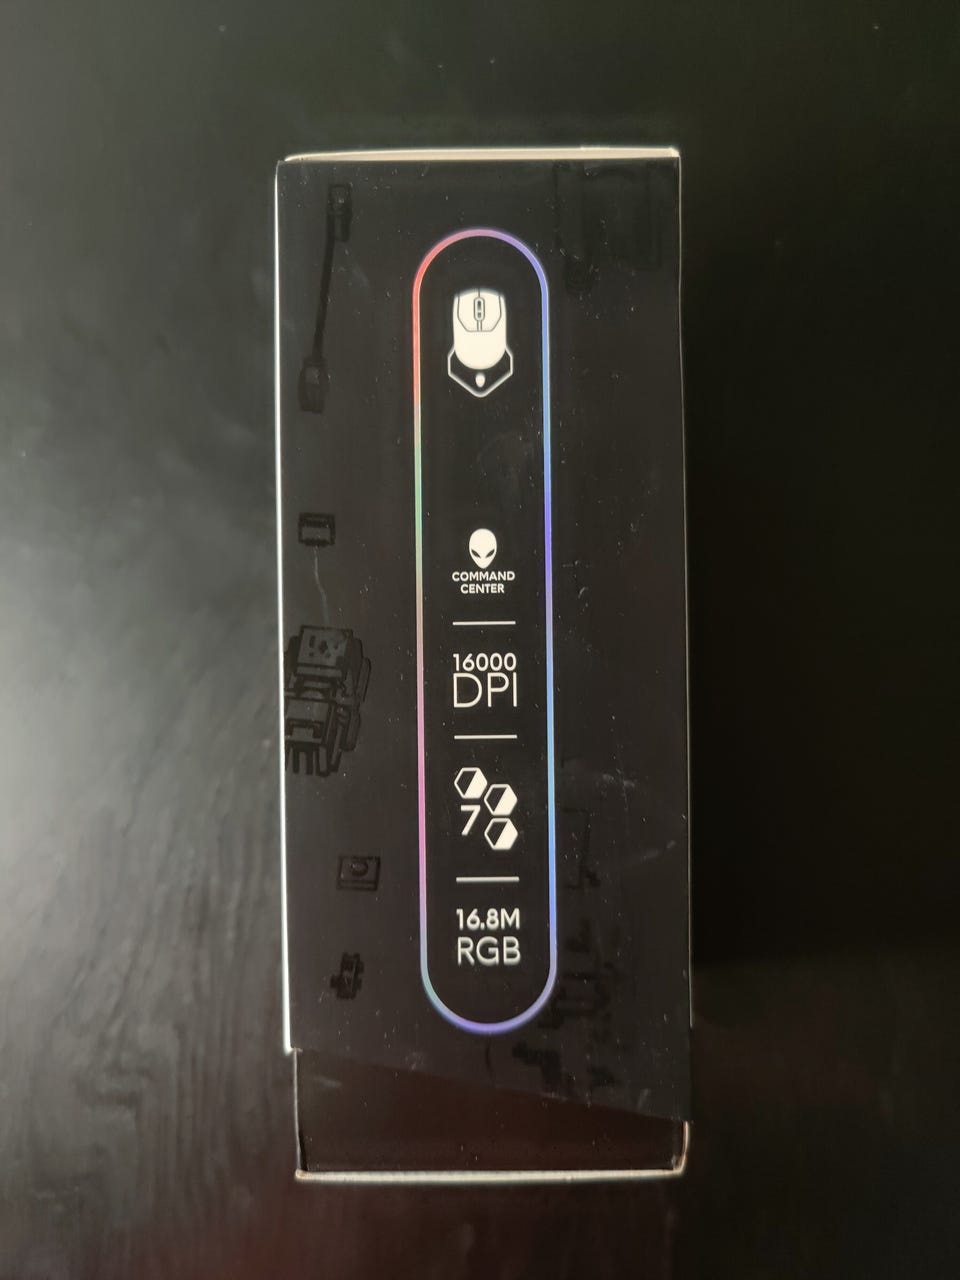 COMMAND
CENTER
16000
DPI
7
16.8M
RGB